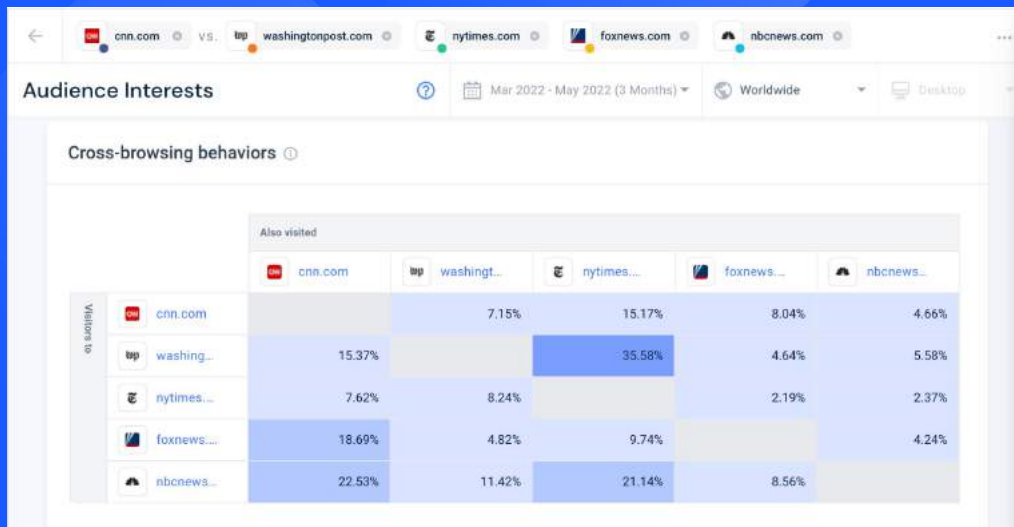 cnn.com VS. washingtonpost.com nytimes.com foxnews.com nbcnews.com
Audience Interests ? Mar 2022 - May 2022 (3 Months) Worldwide Desktop
Cross-browsing behaviors
Also visited
CNN cnn.com wp washingt... nytimes.... foxnews.... nbcnews...
Visitors to
CNN cnn.com 7.15% 15.17% 8.04% 4.66%
wp washing... 15.37% 35.58% 4.64% 5.58%
nytimes.... 7.62% 8.24% 2.19% 2.37%
foxnews.... 18.69% 4.82% 9.74% 4.24%
nbcnews... 22.53% 11.42% 21.14% 8.56%